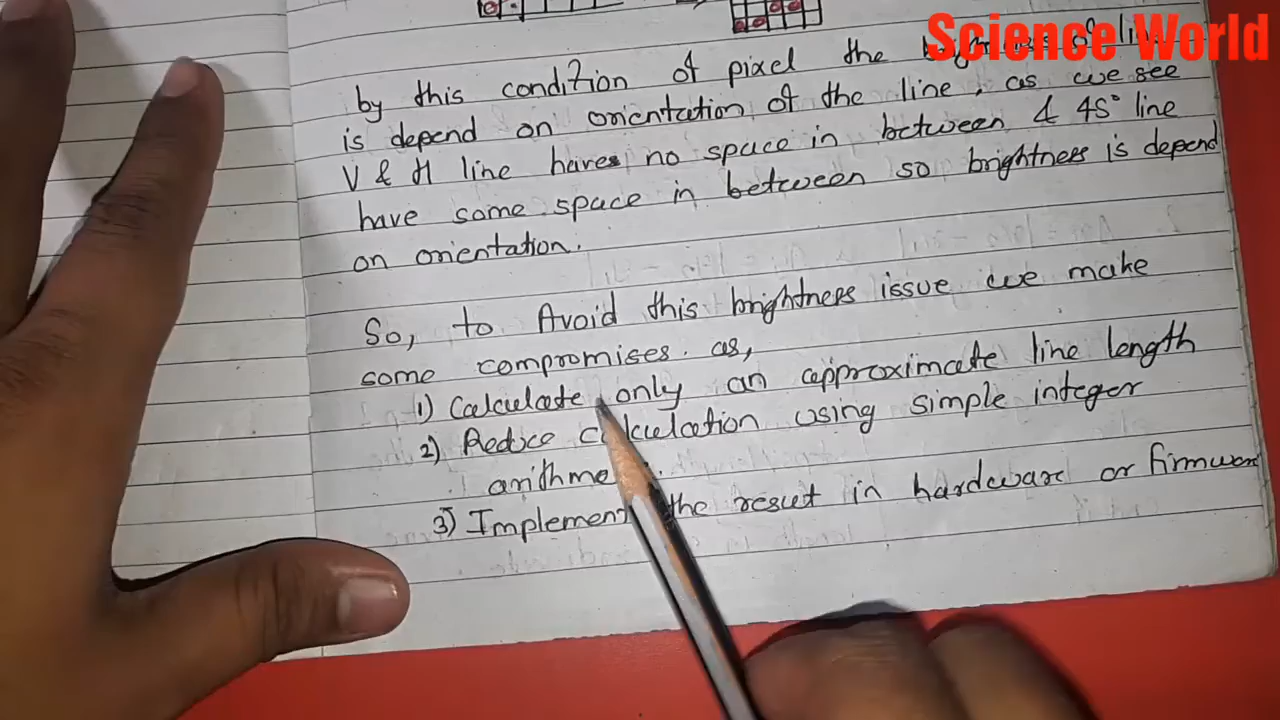 Science World
by this condition of pixel the of
is depend on orientation of the line, as we see
V & H line haves no space in between & 45° line
have some space in between so brightness is depend
on orientation.
So, to Avoid this brightness issue we make
some compromises. as,
1) Calculate only an approximate line length
2) Reduce calculation using simple integer
arithme
3) Implement the result in hardware or firmware